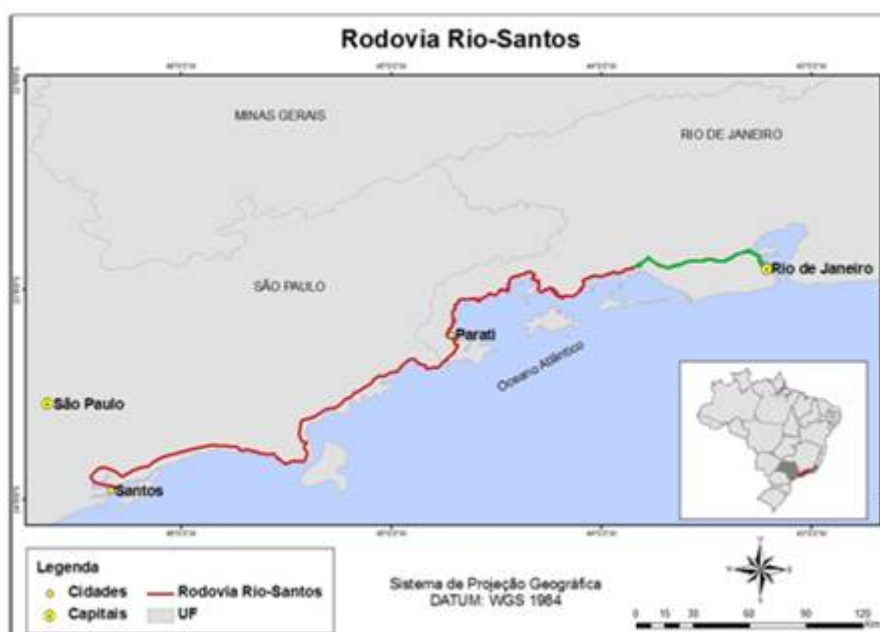 Rodovia Rio-Santos
MINAS GERAIS
RIO DE JANEIRO
SÃO PAULO
Rio de Janeiro
Parati
Oceano Atlântico
São Paulo
Santos
Legenda
Cidades
Capitais
Rodovia Rio-Santos
UF
Sistema de Projeção Geográfica
DATUM: WGS 1984
0 15 30 60 90 120
Km